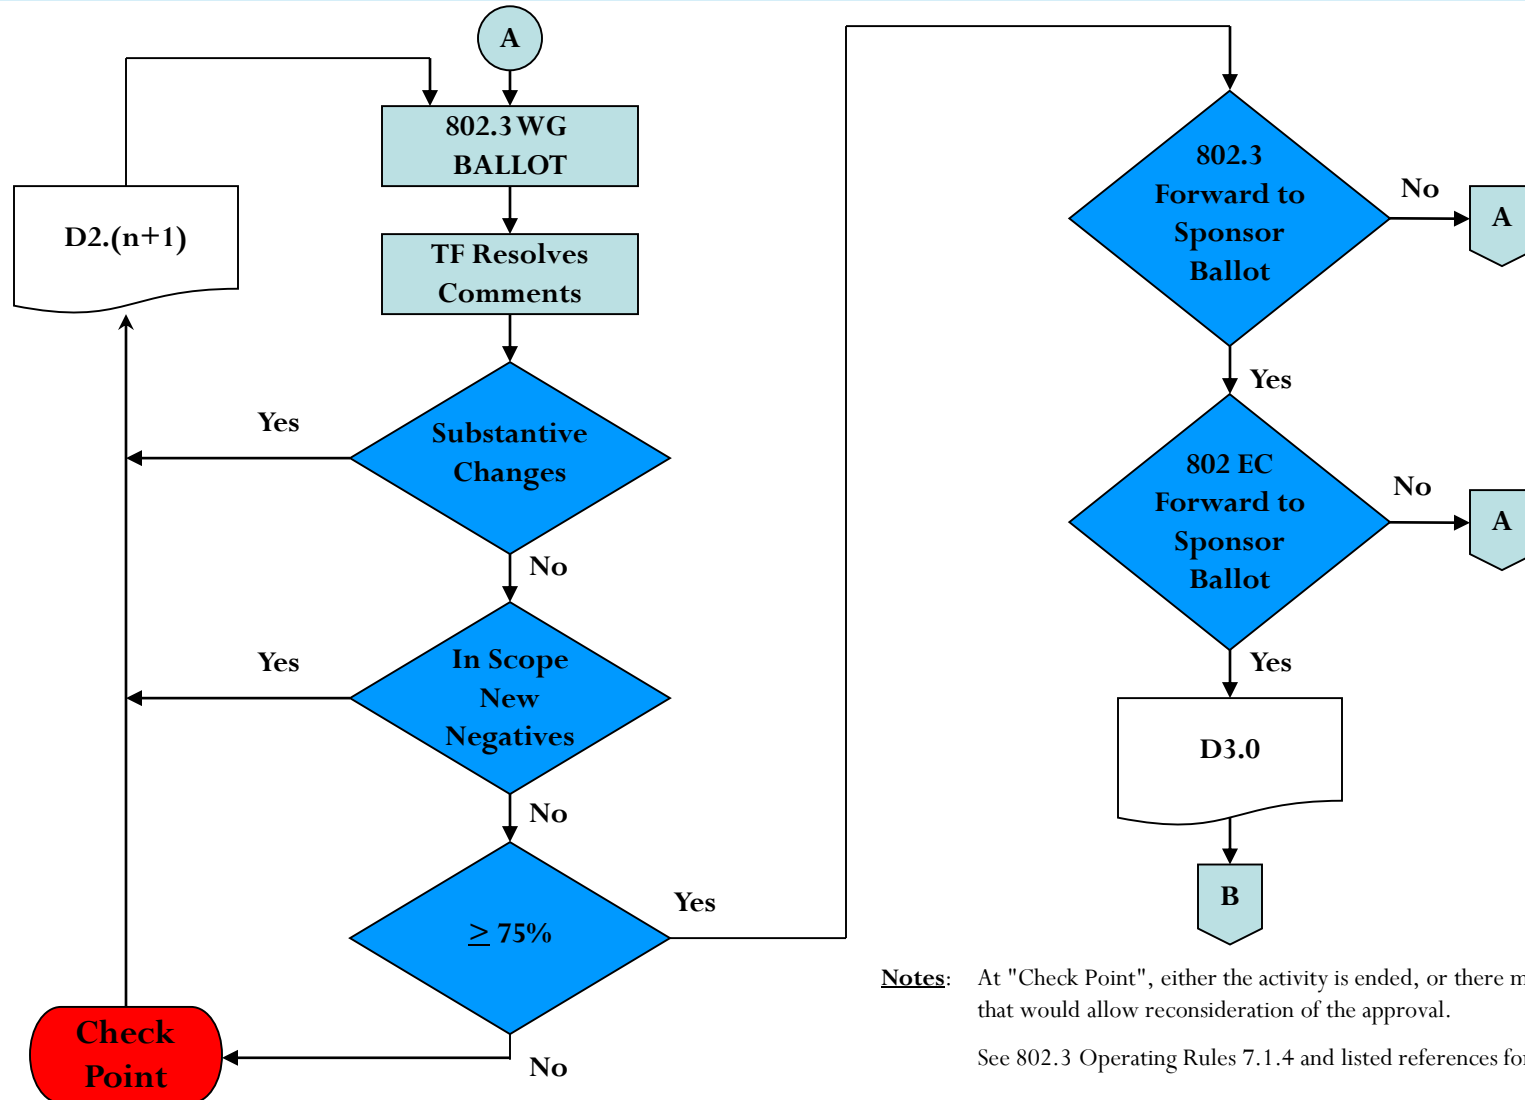 A
802.3 WG
BALLOT
D2.(n+1)
TF Resolves
Comments
Yes
Substantive
Changes
No
Yes
In Scope
New
Negatives
No
≥ 75%
Yes
Check
Point
No
802.3
Forward to
Sponsor
Ballot
No
A
Yes
802 EC
Forward to
Sponsor
Ballot
No
A
Yes
D3.0
B
Notes: At "Check Point", either the activity is ended, or there m
that would allow reconsideration of the approval.
See 802.3 Operating Rules 7.1.4 and listed references for